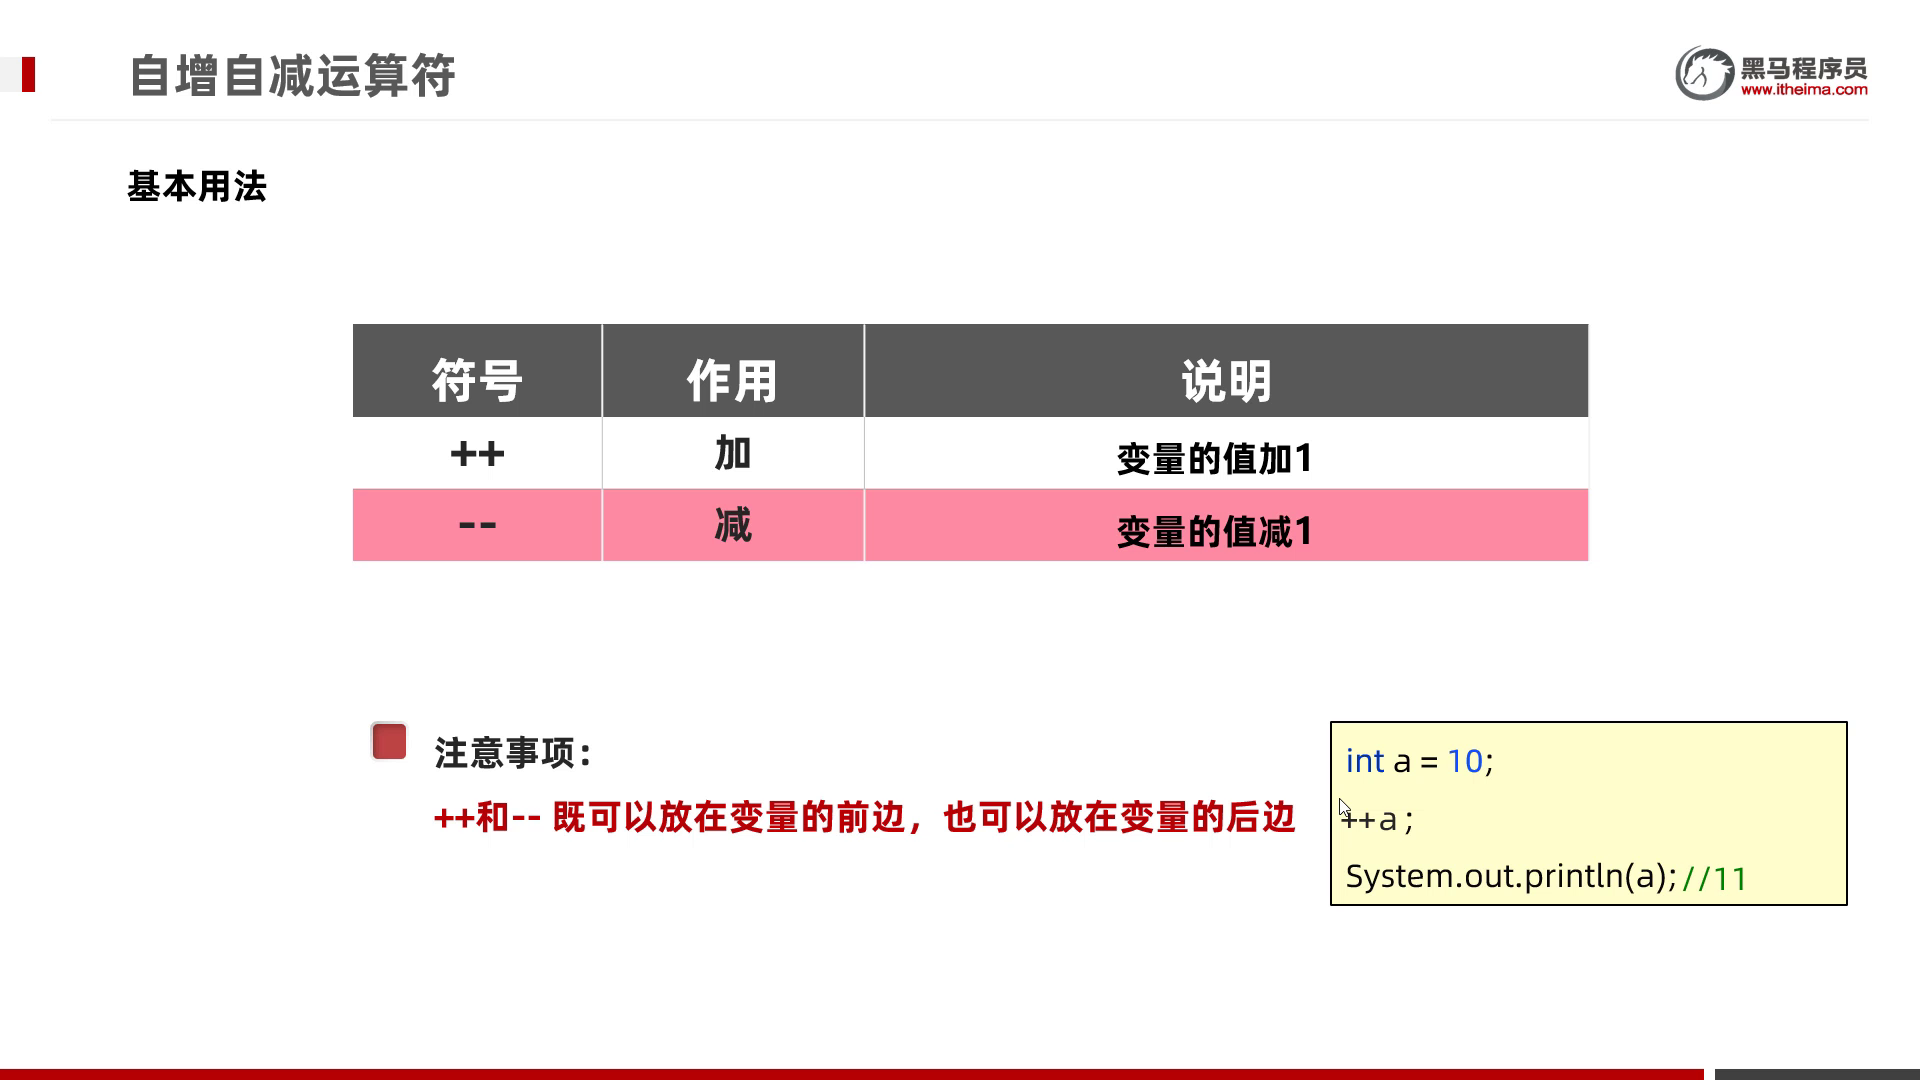 自增自减运算符
黑马程序员
www.itheima.com
基本用法
符号 作用 说明
++ 加 变量的值加1
-- 减 变量的值减1
注意事项：
++和-- 既可以放在变量的前边，也可以放在变量的后边
int a = 10;
++a ;
System.out.println(a);//11